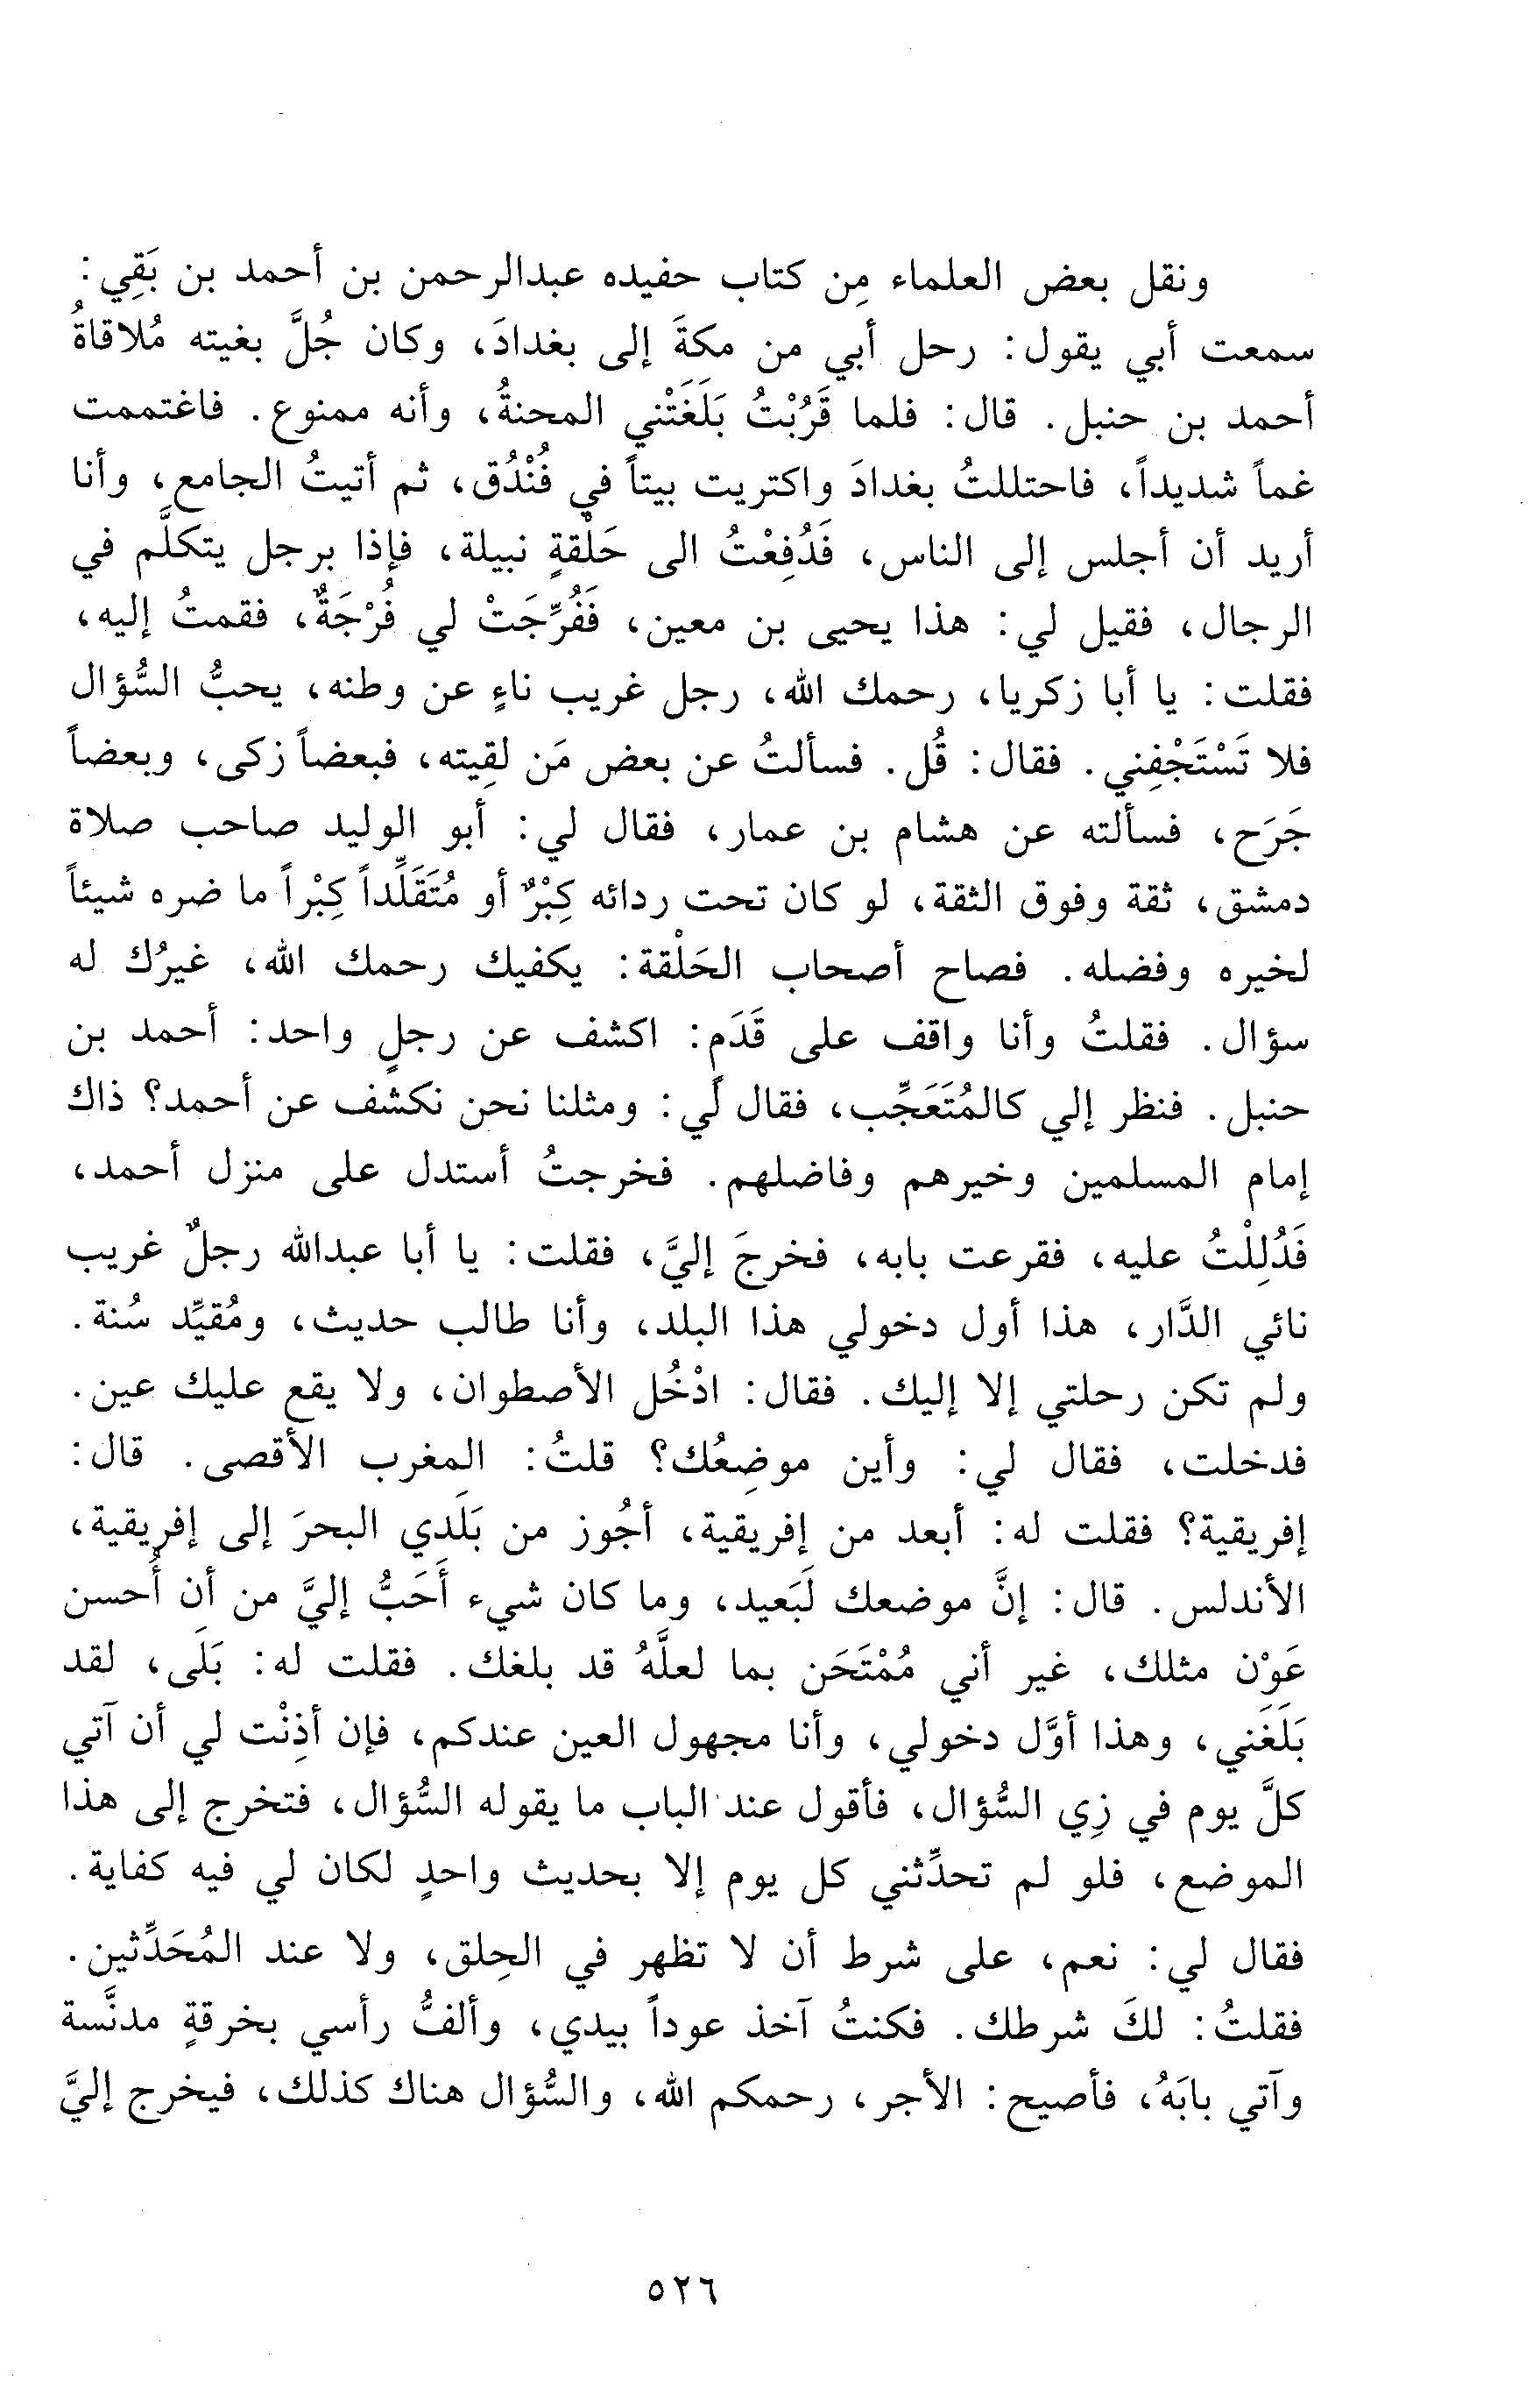 ونقل بعض العلماء مِن كتاب حفيده عبدالرحمن بن أحمد بن بَقِي :
سمعت أبي يقول : رحل أبي من مكةَ إلى بغدادَ، وكان جُلَّ بغيته مُلاقاةُ
أحمد بن حنبل . قال : فلما قَرُبْتُ بَلَغَتْني المحنةُ، وأنه ممنوع . فاغتممت
غماً شديداً، فاحتللتُ بغدادَ واكتريت بيتاً في فُنْدُق، ثم أتيتُ الجامع، وأنا
أريد أن أجلس إلى الناس، فَدُفِعْتُ الى حَلْقةٍ نبيلة، فإذا برجل يتكلَّم في
الرجال، فقيل لي : هذا يحيى بن معين، فَفُرِّجَتْ لي فُرْجَةٌ، فقمتُ إليه،
فقلت : يا أبا زكريا، رحمك الله، رجل غريب ناءٍ عن وطنه، يحبُّ السُّؤال
فلا تَسْتَجْفِني . فقال : قُل . فسألتُ عن بعض مَن لقِيته، فبعضاً زكى، وبعضاً
جَرَح، فسألته عن هشام بن عمار، فقال لي : أبو الوليد صاحب صلاة
دمشق، ثقة وفوق الثقة، لو كان تحت ردائه كِبْرٌ أو مُتَقَلِّداً كِبْراً ما ضره شيئاً
لخيره وفضله . فصاح أصحاب الحَلْقة : يكفيك رحمك الله، غيرُك له
سؤال . فقلتُ وأنا واقف على قَدَمٍ : اكشف عن رجلٍ واحد : أحمد بن
حنبل . فنظر إلي كالمُتَعَجِّب، فقال لي : ومثلنا نحن نكشف عن أحمد؟ ذاك
إمام المسلمين وخيرهم وفاضلهم . فخرجتُ أستدل على منزل أحمد،
فَدُلِلْتُ عليه، فقرعت بابه، فخرجَ إليَّ، فقلت : يا أبا عبدالله رجلٌ غريب
نائي الدَّار، هذا أول دخولي هذا البلد، وأنا طالب حديث، ومُقيِّد سُنة .
ولم تكن رحلتي إلا إليك . فقال : ادْخُل الأصطوان، ولا يقع عليك عين .
فدخلت، فقال لي : وأين موضِعُك؟ قلتُ : المِغرب الأقصى . قال :
إفريقية؟ فقلت له : أبعد من إفريقية، أجُوز من بَلَدِي البحرَ إلى إفريقية،
الأندلس . قال : إنَّ موضعك لَبَعيد، وما كان شيء أَحَبُّ إليَّ من أن أُحسن
عَوْن مثلك، غير أني مُمْتَحَن بما لعلَّهُ قد بلغك . فقلت له : بَلَى، لقد
بَلَغَني، وهذا أوَّل دخولي، وأنا مجهول العين عندكم، فإن أذِنْت لي أن آتي
كلَّ يوم في زِي السُّؤال، فأقول عند الباب ما يقوله السُّؤال، فتخرج إلى هذا
الموضع، فلو لم تحدِّثني كل يوم إلا بحديث واحدٍ لكان لي فيه كفاية .
فقال لي : نعم، على شرط أن لا تظهر في الحِلق، ولا عند المُحَدِّثين .
فقلتُ : لكَ شرطك . فكنتُ آخذ عوداً بيدي، وألفُّ رأسي بخرقةٍ مدنَّسة
وآتي بابَهُ، فأصيح : الأجر، رحمكم الله، والسُّؤال هناك كذلك، فيخرج إليَّ
٥٢٦